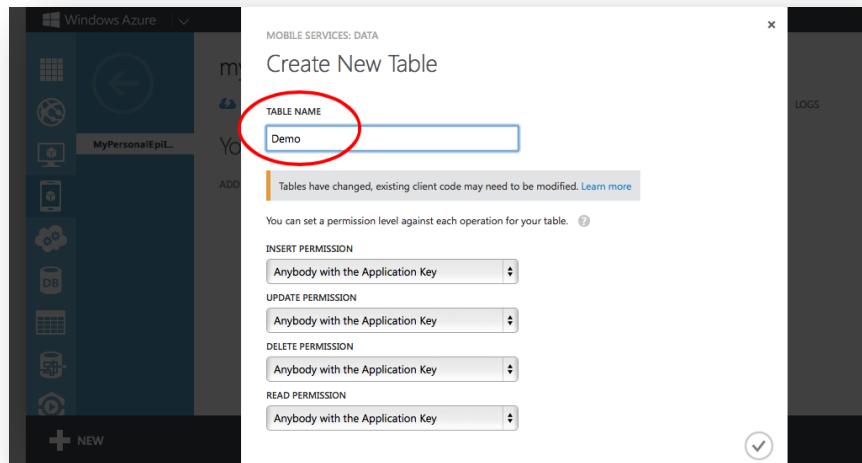 Windows Azure
MOBILE SERVICES: DATA
Create New Table
LOGS
TABLE NAME
Demo
MyPersonalEpiI...
ADD
Tables have changed, existing client code may need to be modified. Learn more
You can set a permission level against each operation for your table.
INSERT PERMISSION
Anybody with the Application Key
UPDATE PERMISSION
Anybody with the Application Key
DB
DELETE PERMISSION
Anybody with the Application Key
READ PERMISSION
Anybody with the Application Key
NEW